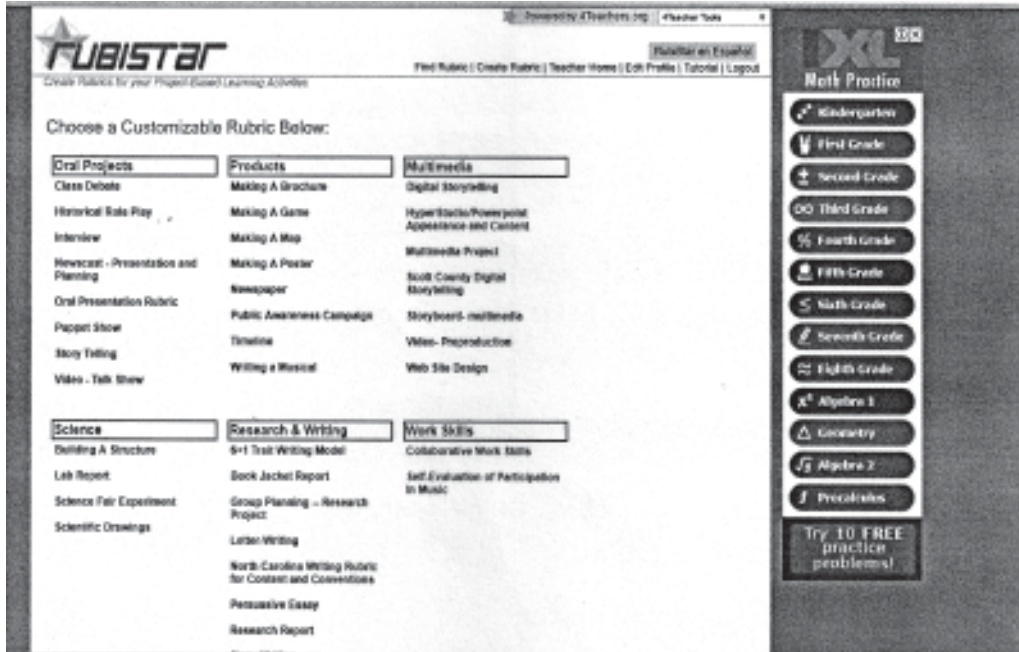 Powered by 4Teachers.org
4Teacher Tools
RUBISTAR
RubiStar en Español
Find Rubric | Create Rubric | Teacher Home | Edit Profile | Tutorial | Logout
Create Rubrics for your Project-Based Learning Activities
Choose a Customizable Rubric Below:
Oral Projects
Class Debate
Historical Role Play
Interview
Newscast - Presentation and
Planning
Oral Presentation Rubric
Puppet Show
Story Telling
Video - Talk Show
Products
Making A Brochure
Making A Game
Making A Map
Making A Poster
Newspaper
Public Awareness Campaign
Timeline
Writing a Musical
Multimedia
Digital Storytelling
HyperStudio/Powerpoint
Appearance and Content
Multimedia Project
Scott County Digital
Storytelling
Storyboard- multimedia
Video- Preproduction
Web Site Design
Science
Building A Structure
Lab Report
Science Fair Experiment
Scientific Drawings
Research & Writing
6+1 Trait Writing Model
Book Jacket Report
Group Planning -- Research
Project
Letter-Writing
North Carolina Writing Rubric
for Content and Conventions
Persuasive Essay
Research Report
Work Skills
Collaborative Work Skills
Self-Evaluation of Participation
In Music
IXL
Math Practice
Kindergarten
First Grade
± Second Grade
Third Grade
% Fourth Grade
Fifth Grade
≤ Sixth Grade
Seventh Grade
≈ Eighth Grade
Algebra 1
△ Geometry
Algebra 2
ƒ Precalculus
Try 10 FREE
practice
problems!